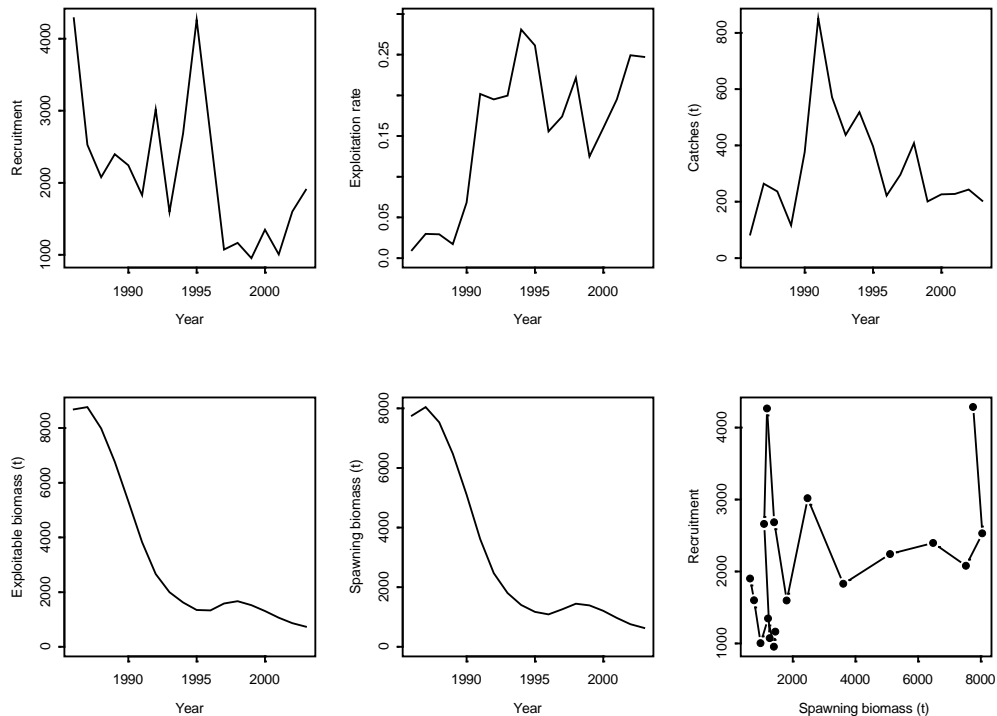 Recruitment
1000 2000 3000 4000
1990 1995 2000
Year
Exploitation rate
0.0 0.05 0.15 0.25
1990 1995 2000
Year
Catches (t)
0 200 400 600 800
1990 1995 2000
Year
Exploitable biomass (t)
0 2000 4000 6000 8000
1990 1995 2000
Year
Spawning biomass (t)
0 2000 4000 6000 8000
1990 1995 2000
Year
Recruitment
1000 2000 3000 4000
2000 4000 6000 8000
Spawning biomass (t)